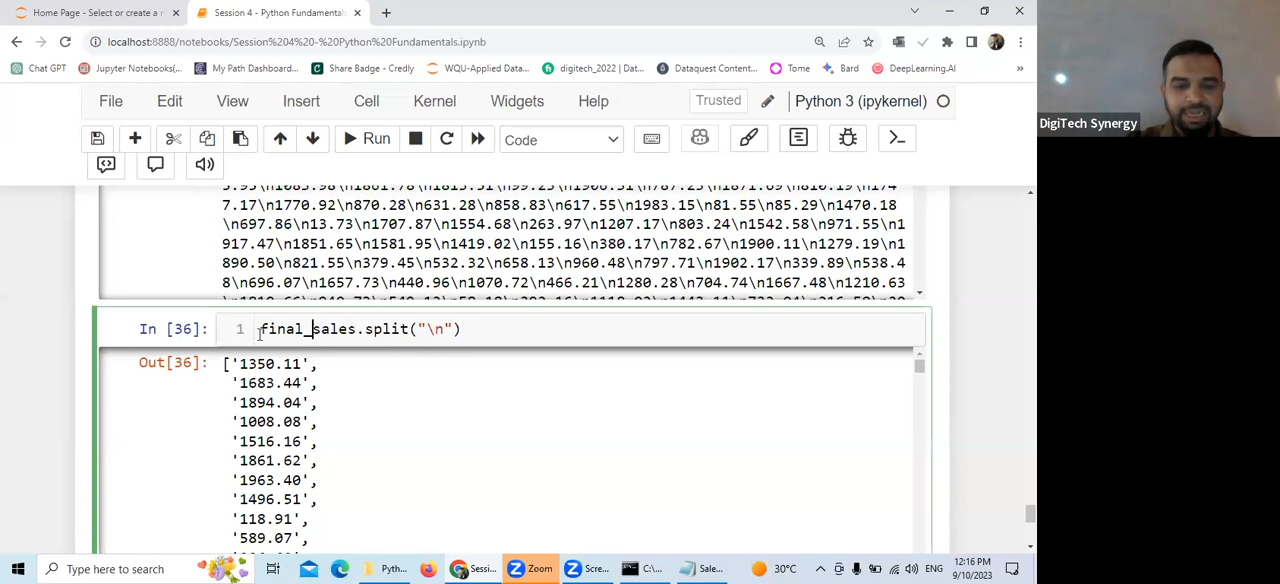 Home Page - Select or create a n
Session 4 - Python Fundamentals
localhost:8888/notebooks/Session%204%20-%20Python%20Fundamentals.ipynb
Chat GPT
Jupyter Notebooks(...
My Path Dashboard...
Share Badge - Credly
WQU-Applied Data...
digitech_2022 | Dat...
Dataquest Content...
Tome
Bard
DeepLearning.AI
»
File Edit View Insert Cell Kernel Widgets Help
Trusted
Python 3 (ipykernel)
DigiTech Synergy
Run
Code
7.17\n1770.92\n870.28\n631.28\n858.83\n617.55\n1983.15\n81.55\n85.29\n1470.18
\n697.86\n13.73\n1707.87\n1554.68\n263.97\n1207.17\n803.24\n1542.58\n971.55\n
917.47\n1851.65\n1581.95\n1419.02\n155.16\n380.17\n782.67\n1900.11\n1279.19\n1
890.50\n821.55\n379.45\n532.32\n658.13\n960.48\n797.71\n1902.17\n339.89\n538.4
8\n696.07\n1657.73\n440.96\n1070.72\n466.21\n1280.28\n704.74\n1667.48\n1210.63
In [36]:
1 final_sales.split("\n")
Out[36]:
['1350.11',
'1683.44',
'1894.04',
'1008.08',
'1516.16',
'1861.62',
'1963.40',
'1496.51',
'118.91',
'589.07',
Type here to search
Pyth...
Sessi...
Zoom
Scre...
C:\...
Sale...
30°C
ENG
12:16 PM
9/10/2023